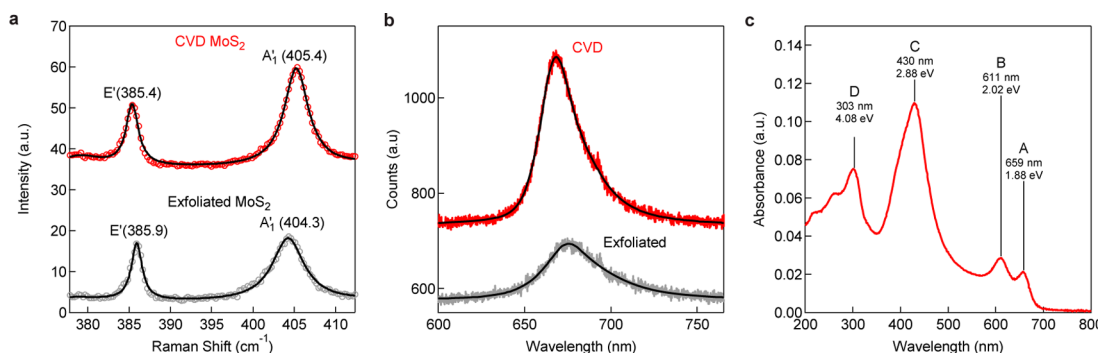 a
70
60
50
40
30
20
10
0
Intensity (a.u.)
CVD MoS₂
E'(385.4)
A'₁ (405.4)
Exfoliated MoS₂
E'(385.9)
A'₁ (404.3)
380 385 390 395 400 405 410
Raman Shift (cm⁻¹)
b
1000
800
600
Counts (a.u)
CVD
Exfoliated
600 650 700 750
Wavelength (nm)
c
0.14
0.12
0.10
0.08
0.06
0.04
0.02
0.00
Absorbance (a.u.)
D
303 nm
4.08 eV
C
430 nm
2.88 eV
B
611 nm
2.02 eV
A
659 nm
1.88 eV
200 300 400 500 600 700 800
Wavelength (nm)